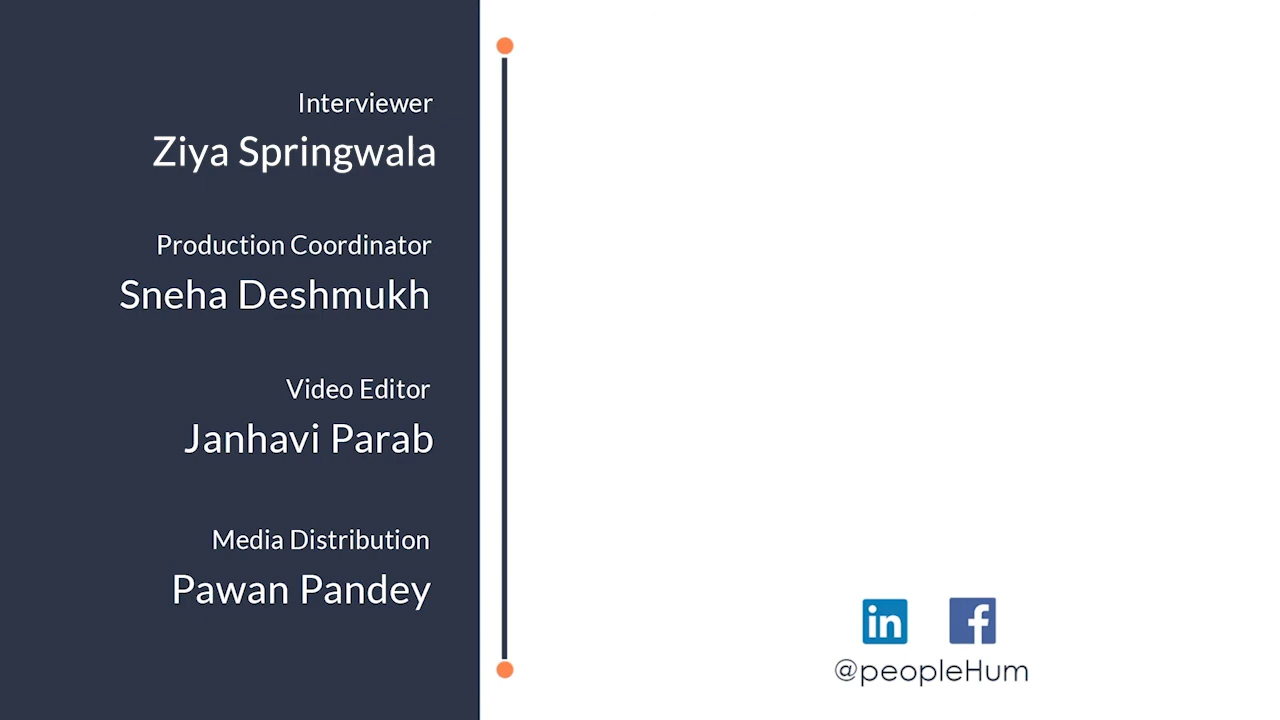 Interviewer
Ziya Springwala
Production Coordinator
Sneha Deshmukh
Video Editor
Janhavi Parab
Media Distribution
Pawan Pandey
in f
@peopleHum